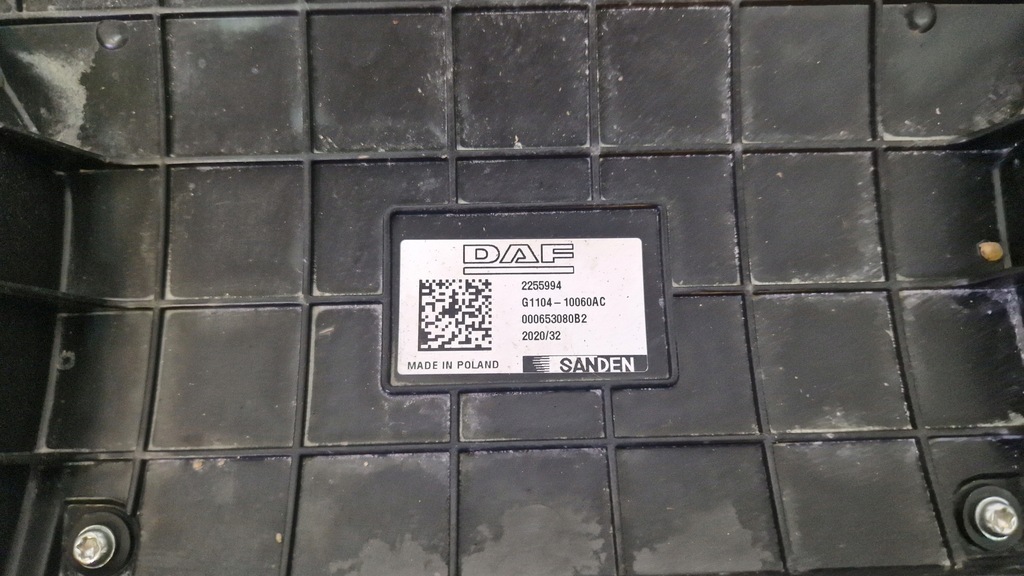 DAF
2255994
G1104-10060AC
000653080B2
2020/32
MADE IN POLAND
SANDEN